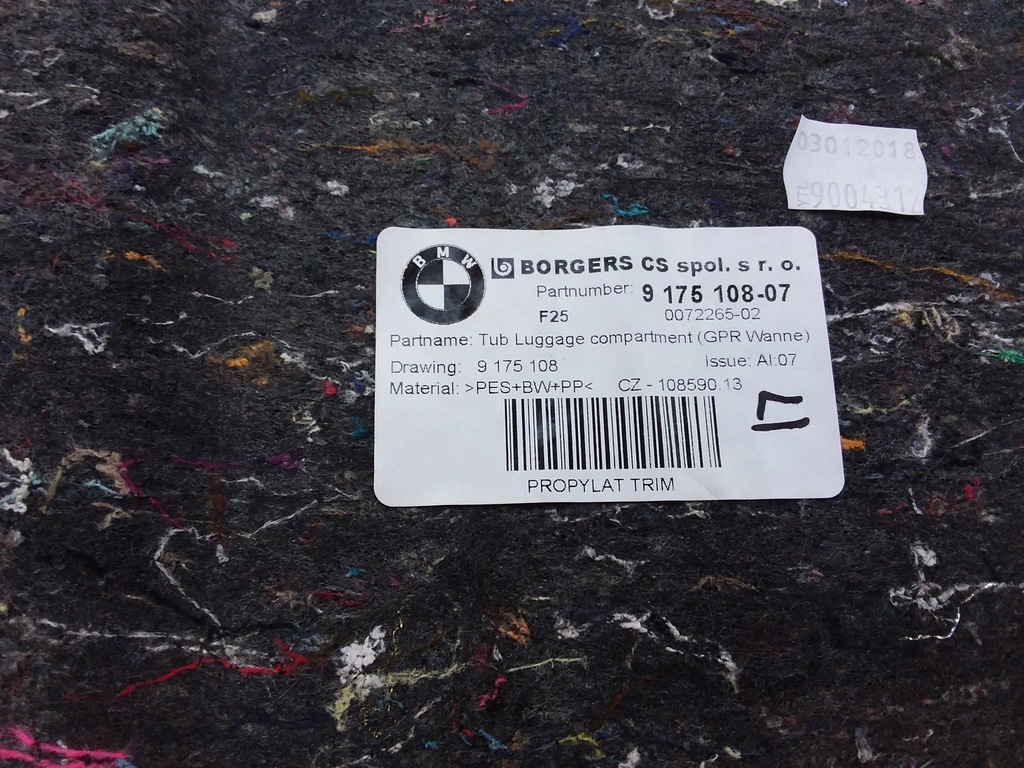 03012018
E9004312
BMW
BORGERS CS spol. s r. o.
Partnumber: 9 175 108-07
F25 0072265-02
Partname: Tub Luggage compartment (GPR Wanne)
Drawing: 9 175 108 Issue: AI:07
Material: >PES+BW+PP< CZ - 108590.13
PROPYLAT TRIM